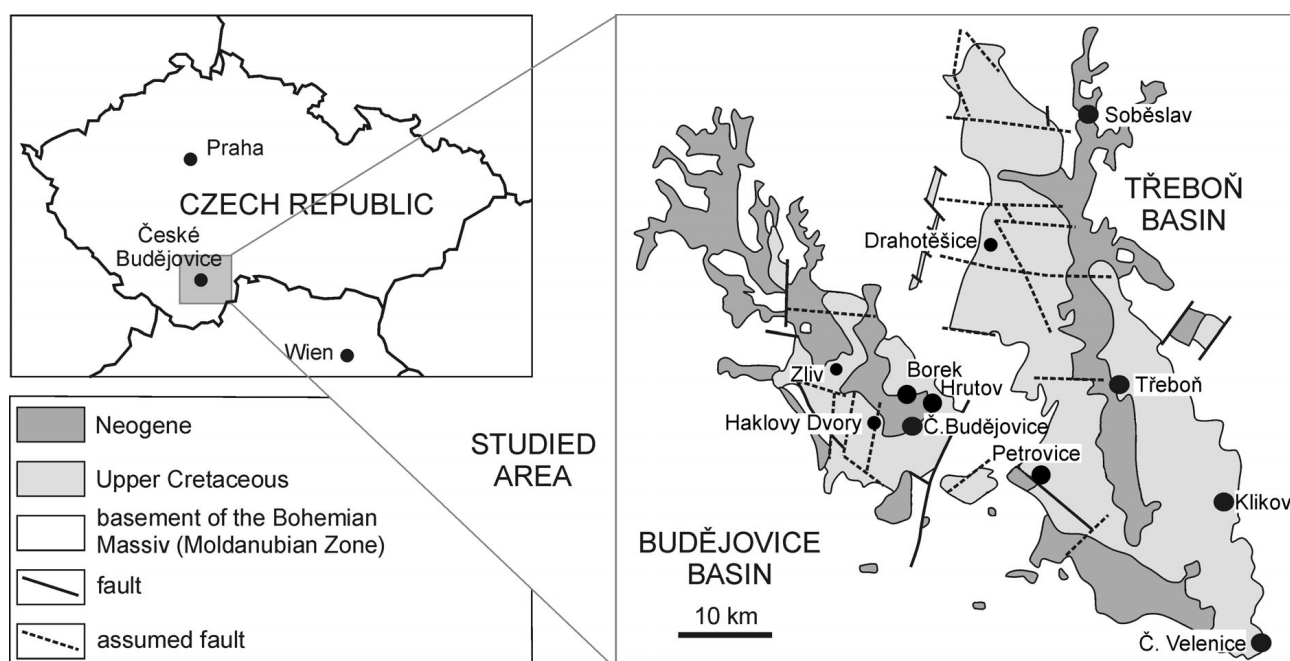 Praha
CZECH REPUBLIC
České
Budějovice
Wien
Neogene
Upper Cretaceous
basement of the Bohemian
Massiv (Moldanubian Zone)
fault
assumed fault
STUDIED
AREA
Soběslav
TŘEBOŇ
BASIN
Drahotěšice
Zliv
Borek
Hrutov
Třeboň
Haklovy Dvory
Č.Budějovice
Petrovice
Klikov
BUDĚJOVICE
BASIN
10 km
Č. Velenice